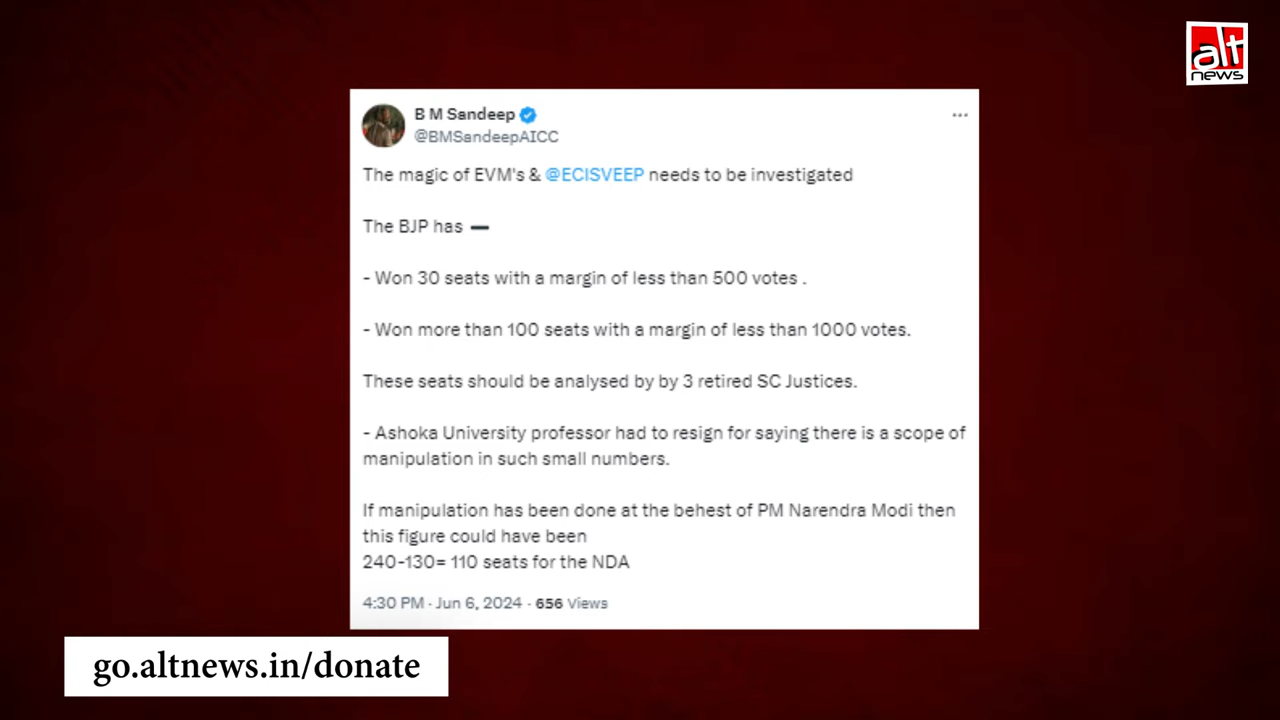 alt
news
B M Sandeep
@BMSandeepAICC
The magic of EVM's & @ECISVEEP needs to be investigated
The BJP has ➖
- Won 30 seats with a margin of less than 500 votes .
- Won more than 100 seats with a margin of less than 1000 votes.
These seats should be analysed by by 3 retired SC Justices.
- Ashoka University professor had to resign for saying there is a scope of
manipulation in such small numbers.
If manipulation has been done at the behest of PM Narendra Modi then
this figure could have been
240-130= 110 seats for the NDA
4:30 PM · Jun 6, 2024 · 656 Views
go.altnews.in/donate